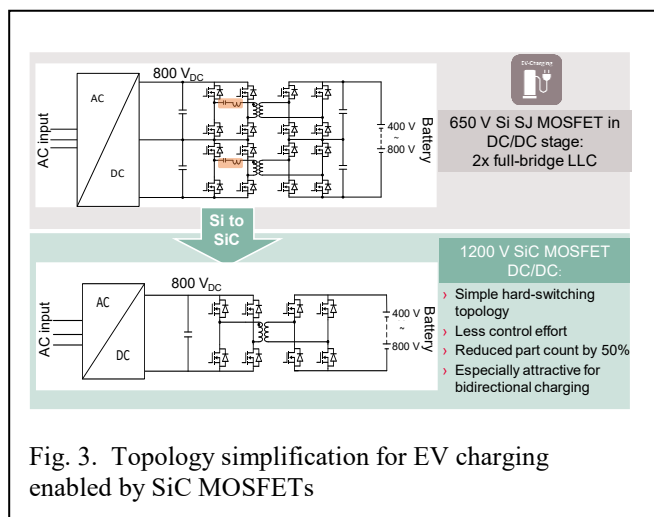 EV-Charging
800 V DC
AC
DC
AC input
400 V
~
800 V
Battery
650 V Si SJ MOSFET in
DC/DC stage:
2x full-bridge LLC
Si to
SiC
800 V DC
AC
DC
AC input
400 V
~
800 V
Battery
1200 V SiC MOSFET
DC/DC:
› Simple hard-switching
topology
› Less control effort
› Reduced part count by 50%
› Especially attractive for
bidirectional charging
Fig. 3. Topology simplification for EV charging
enabled by SiC MOSFETs